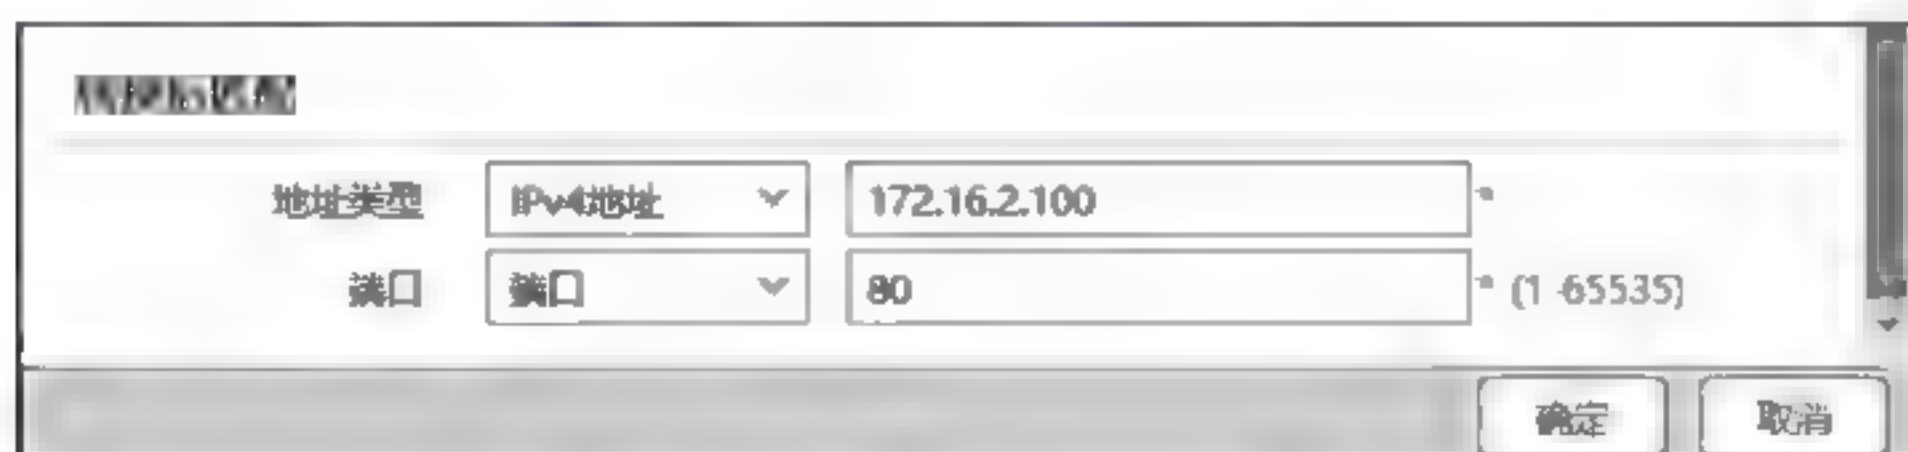 地址类型 IPv4地址 172.16.2.100 *
端口 端口 80 * (1-65535)
确定 取消